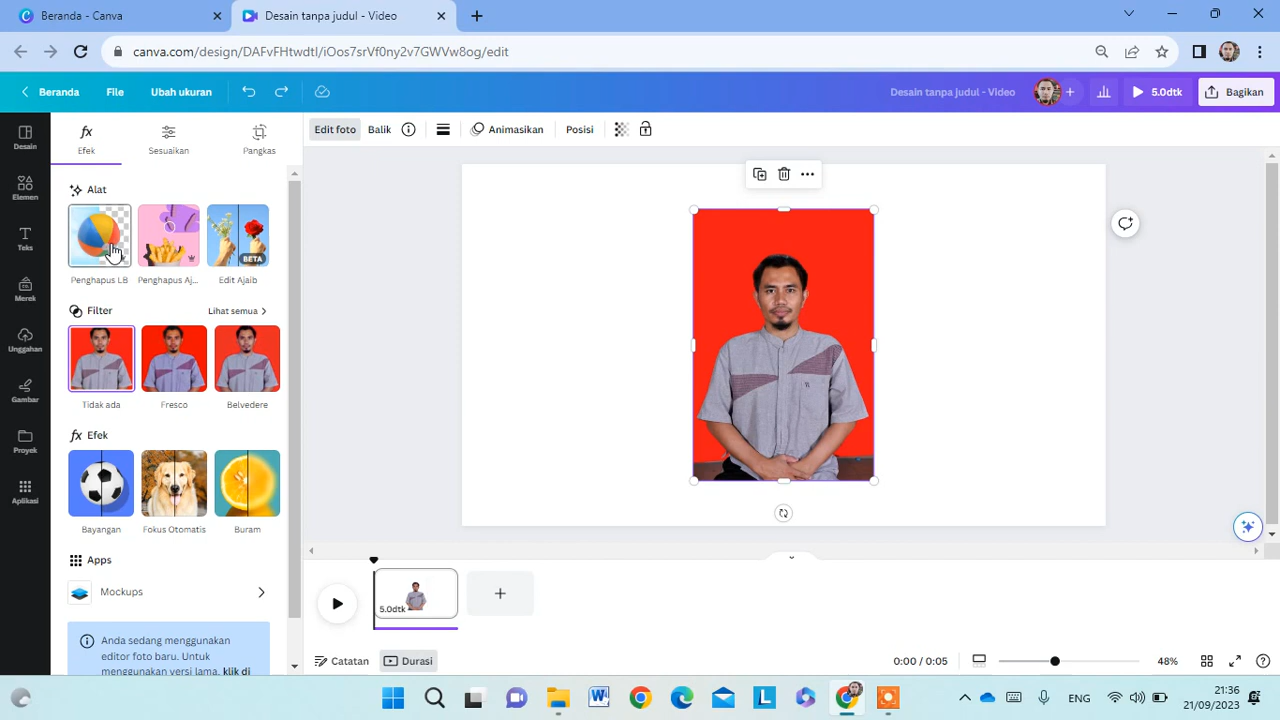 Beranda - Canva
Desain tanpa judul - Video
canva.com/design/DAFvFHtwdtI/iOos7srVf0ny2v7GWVw8og/edit
Beranda
File
Ubah ukuran
Desain tanpa judul - Video
5.0dtk
Bagikan
Desain
Elemen
Teks
Merek
Unggahan
Gambar
Proyek
Aplikasi
Efek
Sesuaikan
Pangkas
Edit foto
Balik
Animasikan
Posisi
Alat
BETA
Penghapus LB
Penghapus Aj...
Edit Ajaib
Filter
Lihat semua
Tidak ada
Fresco
Belvedere
fx Efek
Bayangan
Fokus Otomatis
Buram
Apps
Mockups
Anda sedang menggunakan
editor foto baru. Untuk
menggunakan versi lama, klik di
5.0dtk
Catatan
Durasi
0:00 / 0:05
48%
ENG
21:36
21/09/2023